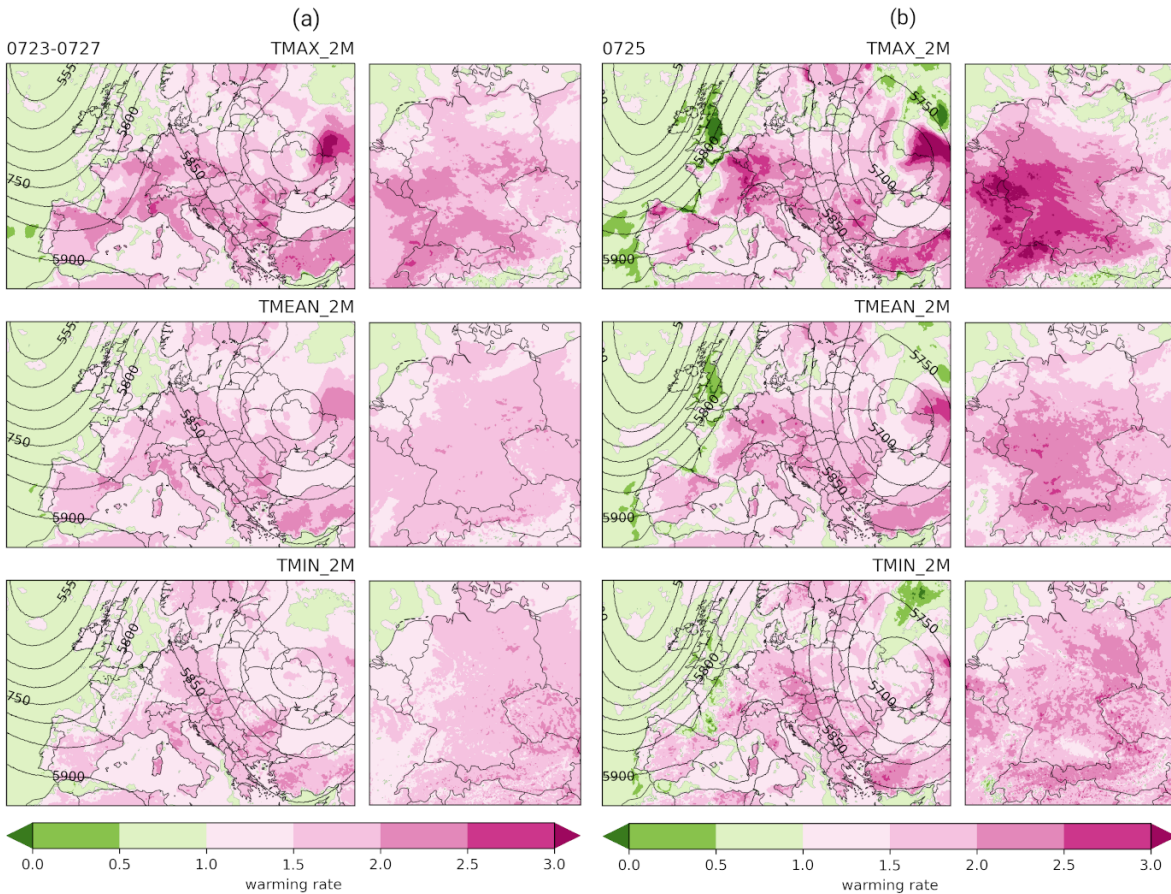 (a) (b)
0723-0727 TMAX_2M 0725 TMAX_2M
555 5800 5850 750 5900
5750 5800 5700 5850 5900
TMEAN_2M TMEAN_2M
555 5800 5850 750 5900
5750 5800 5700 5850 5900
TMIN_2M TMIN_2M
555 5800 5850 750 5900
5750 5800 5700 5850 5900
0.0 0.5 1.0 1.5 2.0 2.5 3.0 0.0 0.5 1.0 1.5 2.0 2.5 3.0
warming rate warming rate